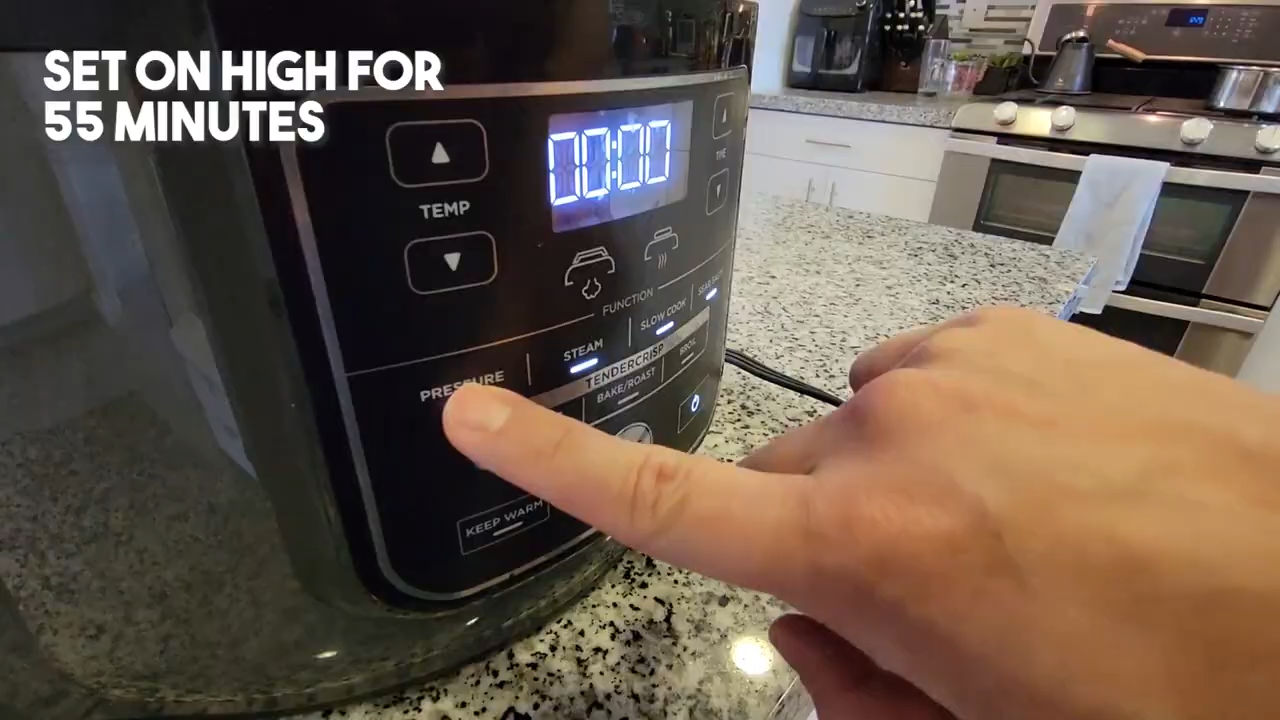 SET ON HIGH FOR
55 MINUTES
00:00
TEMP
TIME
FUNCTION
PRESSURE
STEAM
SLOW COOK
TENDERCRISP
BAKE/ROAST
BROIL
KEEP WARM